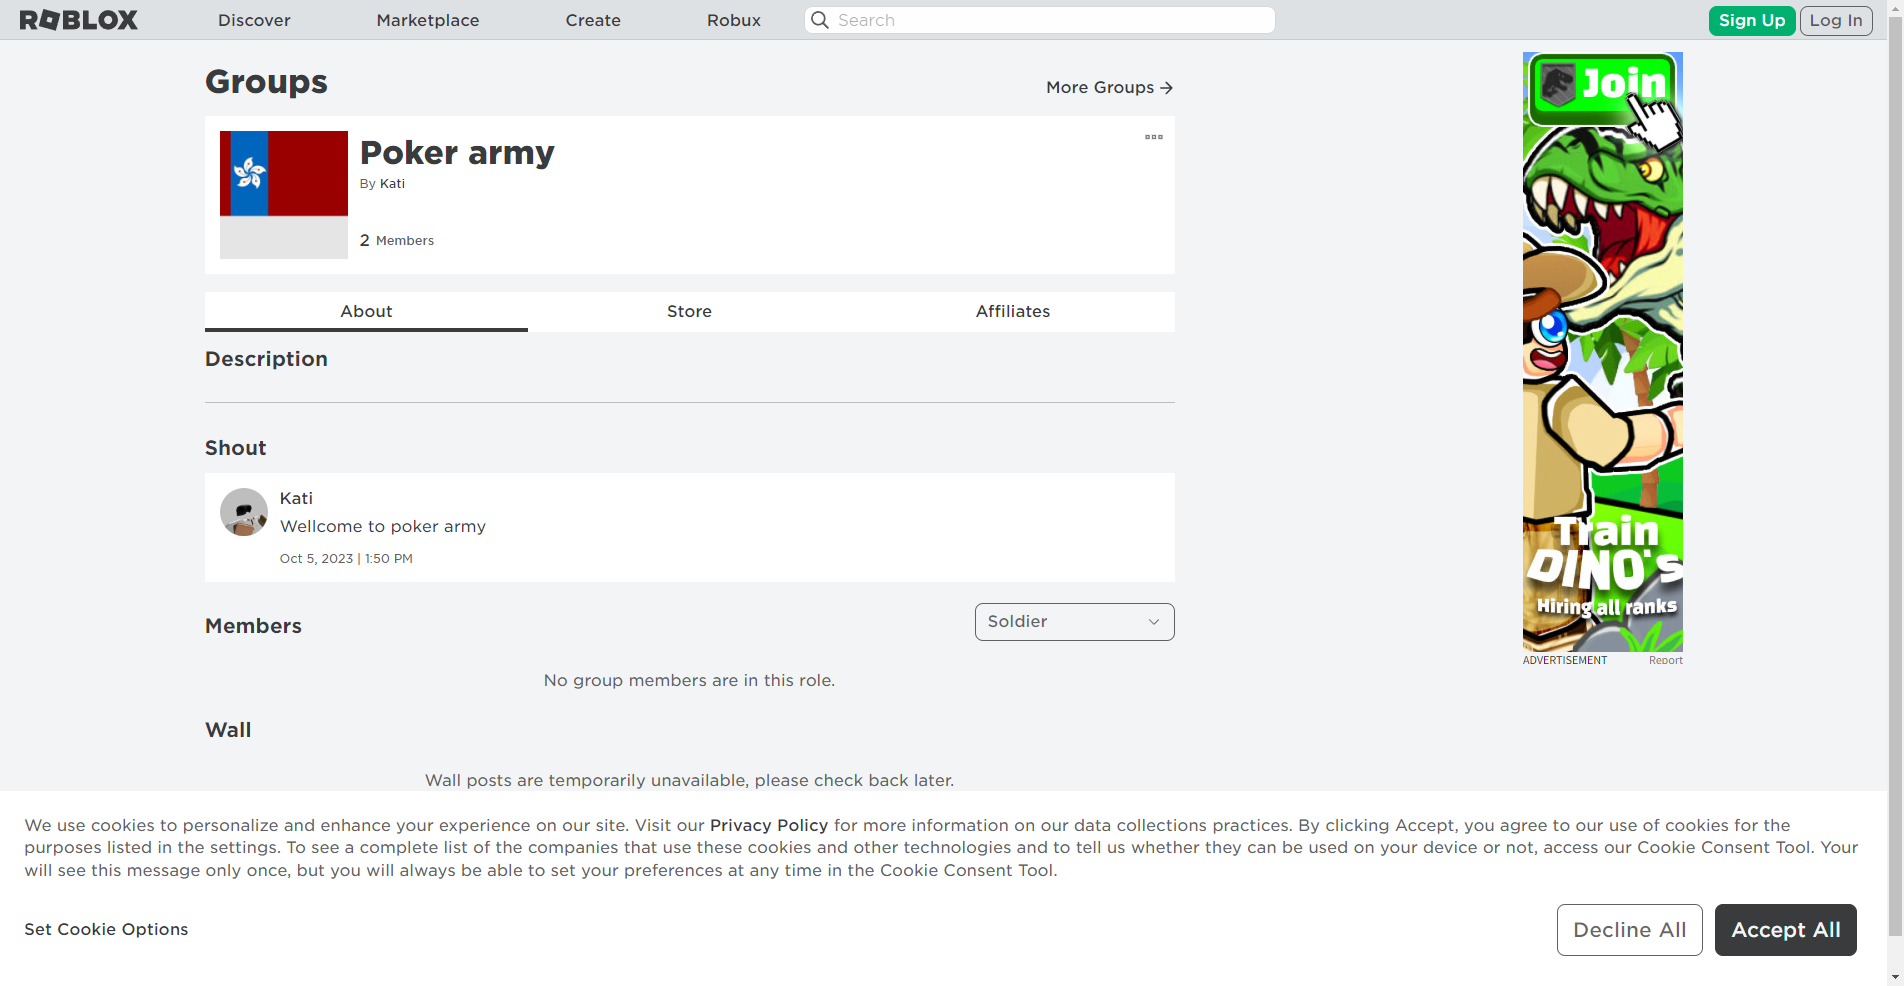 ROBLOX
Discover
Marketplace
Create
Robux
Search
Sign Up
Log In
Groups
More Groups
Poker army
By Kati
2 Members
About
Store
Affiliates
Description
Shout
Kati
Wellcome to poker army
Oct 5, 2023 | 1:50 PM
Members
Soldier
No group members are in this role.
Wall
Wall posts are temporarily unavailable, please check back later.
Join
Train
DINO's
Hiring all ranks
ADVERTISEMENT
Report
We use cookies to personalize and enhance your experience on our site. Visit our Privacy Policy for more information on our data collections practices. By clicking Accept, you agree to our use of cookies for the
purposes listed in the settings. To see a complete list of the companies that use these cookies and other technologies and to tell us whether they can be used on your device or not, access our Cookie Consent Tool. Your
will see this message only once, but you will always be able to set your preferences at any time in the Cookie Consent Tool.
Set Cookie Options
Decline All
Accept All